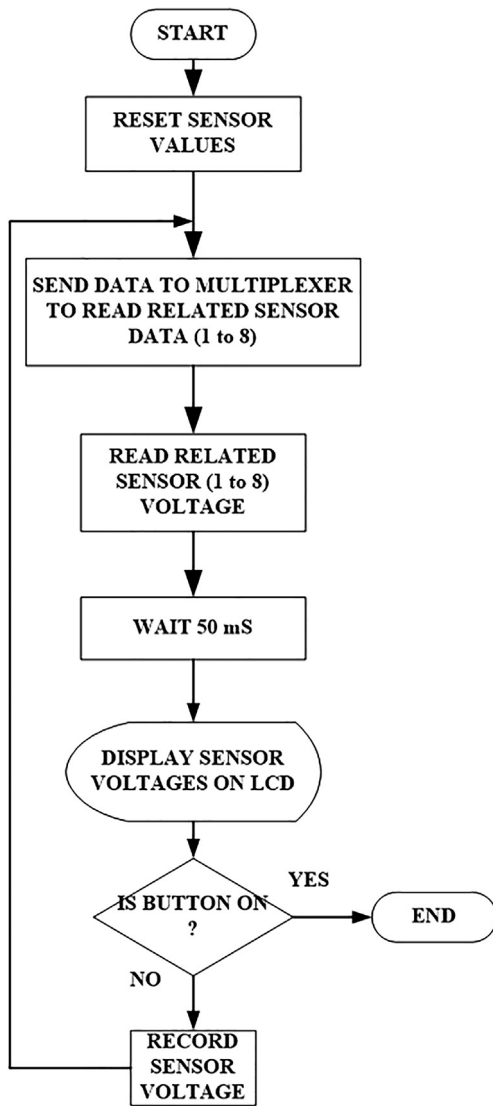 START
RESET SENSOR
VALUES
SEND DATA TO MULTIPLEXER
TO READ RELATED SENSOR
DATA (1 to 8)
READ RELATED
SENSOR (1 to 8)
VOLTAGE
WAIT 50 mS
DISPLAY SENSOR
VOLTAGES ON LCD
IS BUTTON ON
?
YES
END
NO
RECORD
SENSOR
VOLTAGE